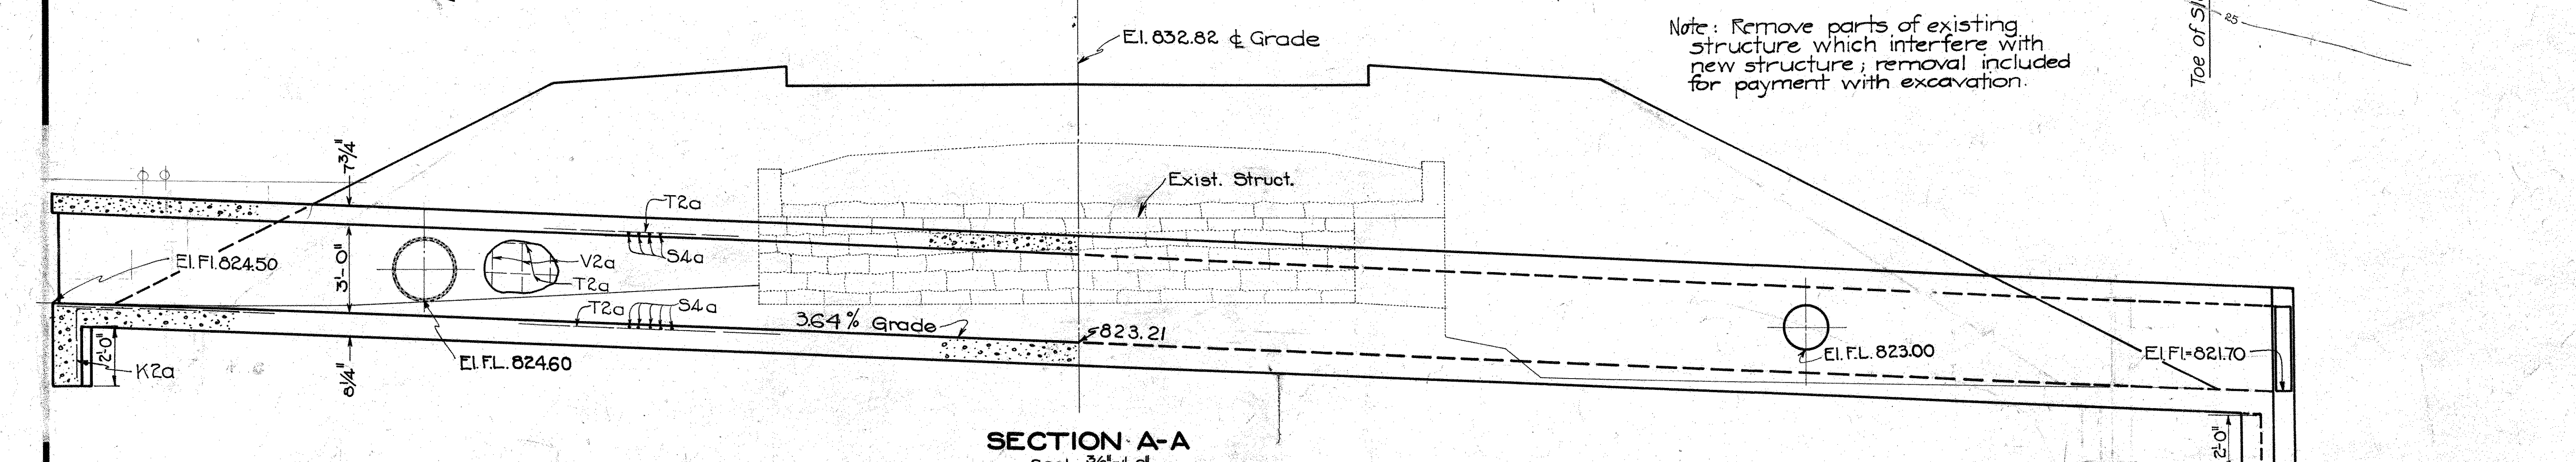 El. 832.82 ℄ Grade
Note: Remove parts of existing
structure which interfere with
new structure; removal included
for payment with excavation.
Toe of
25
7¾"
Exist. Struct.
T2a
S4a
El. Fl. 824.50
3'-0"
V2a
T2a
T2a
S4a
3.64% Grade
823.21
El. F.L. 823.00
El. Fl.=821.70
2'-0"
K2a
8¼"
El. F.L. 824.60
2'-0"
SECTION A-A